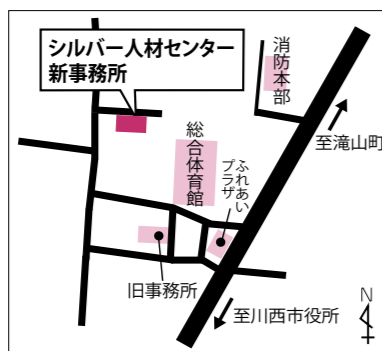 シルバー人材センター
新事務所
消防本部
総合体育館
ふれあい
プラザ
至滝山町
旧事務所
至川西市役所
N